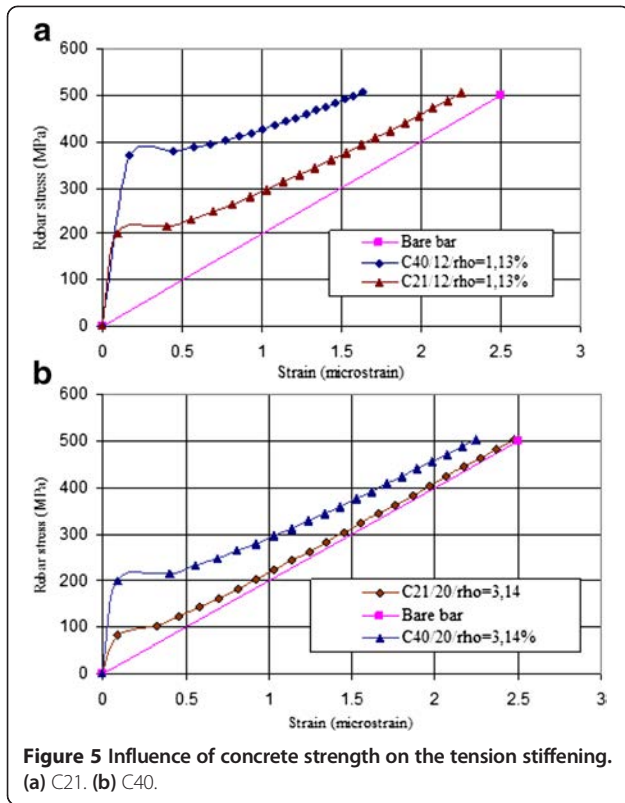 a
600
500
400
300
200
100
0
Rebar stress (MPa)
Bare bar
C40/12/rho=1,13%
C21/12/rho=1,13%
0 0.5 1 1.5 2 2.5 3
Strain (microstrain)
b
600
500
400
300
200
100
0
Rebar stress (MPa)
C21/20/rho=3,14
Bare bar
C40/20/rho=3,14%
0 0.5 1 1.5 2 2.5 3
Strain (microstrain)
Figure 5 Influence of concrete strength on the tension stiffening.
(a) C21. (b) C40.